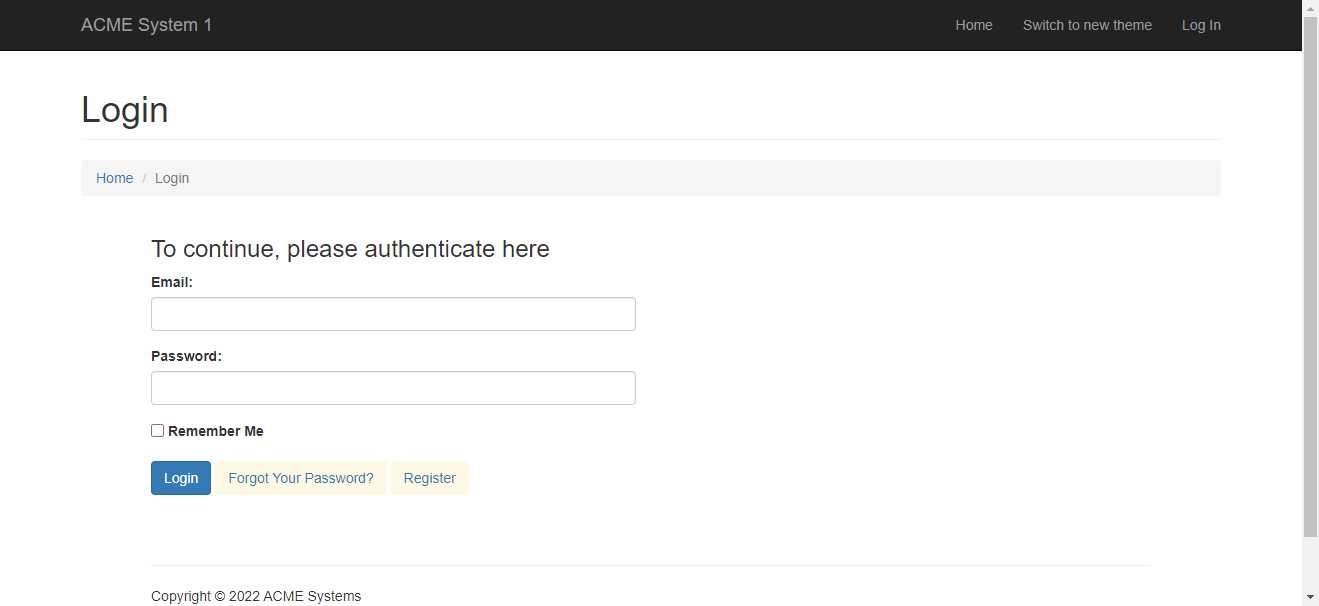 ACME System 1 Home Switch to new theme Log In
Login
Home / Login
To continue, please authenticate here
Email:
Password:
Remember Me
Login Forgot Your Password? Register
Copyright © 2022 ACME Systems